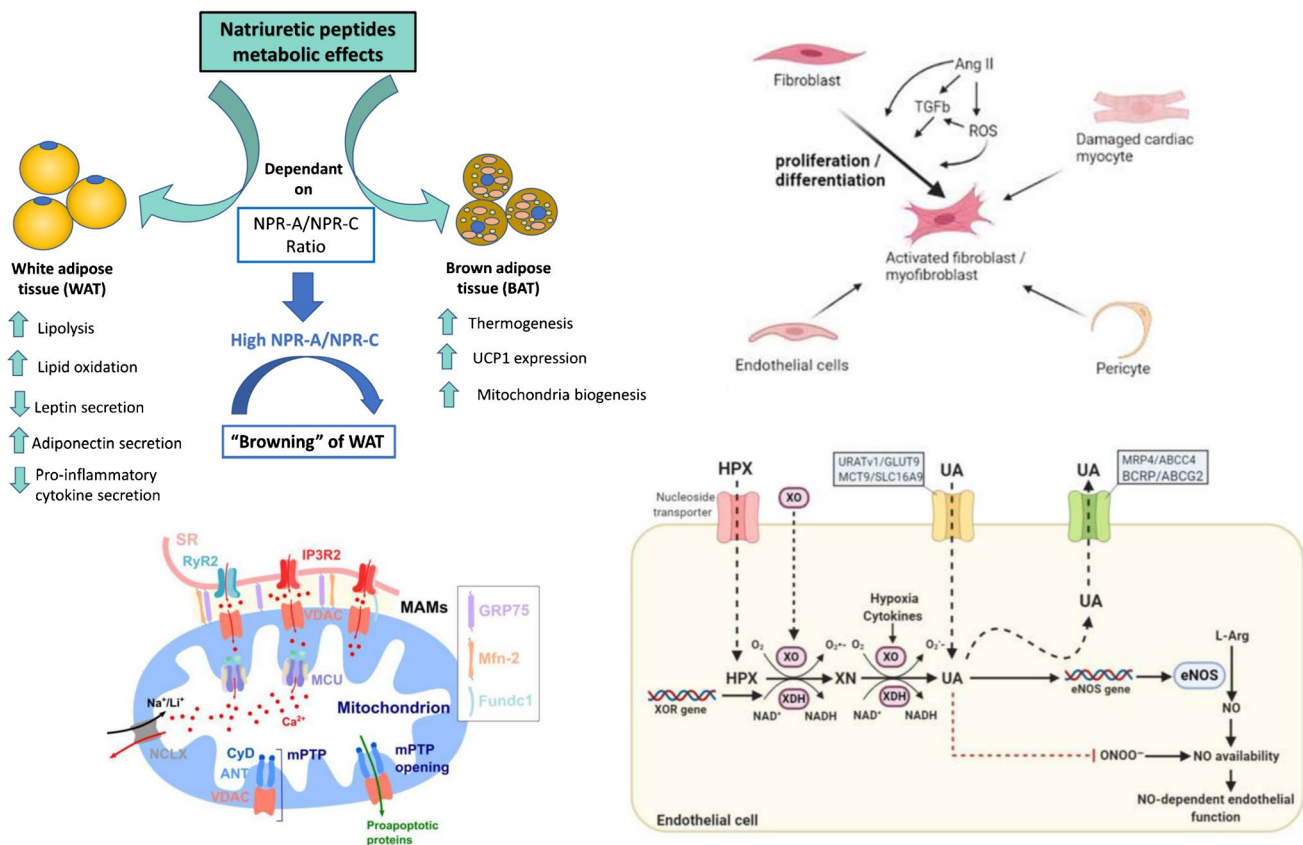 Natriuretic peptides
metabolic effects
Dependant
on
NPR-A/NPR-C
Ratio
White adipose
tissue (WAT)
Lipolysis
Lipid oxidation
Leptin secretion
Adiponectin secretion
Pro-inflammatory
cytokine secretion
High NPR-A/NPR-C
“Browning” of WAT
Brown adipose
tissue (BAT)
Thermogenesis
UCP1 expression
Mitochondria biogenesis
Fibroblast
Ang II
TGFb
ROS
Damaged cardiac
myocyte
proliferation /
differentiation
Activated fibroblast /
myofibroblast
Endothelial cells
Pericyte
SR
RyR2
IP3R2
MAMs
VDAC
MCU
GRP75
Mfn-2
Fundc1
Na⁺/Li⁺
Ca²⁺
Mitochondrion
NCLX
CyD
ANT
VDAC
mPTP
mPTP
opening
Proapoptotic
proteins
HPX
Nucleoside
transporter
XO
URATv1/GLUT9
MCT9/SLC16A9
UA
UA
MRP4/ABCC4
BCRP/ABCG2
Hypoxia
Cytokines
UA
L-Arg
O₂
XO
O₂•-
O₂
XO
O₂•-
HPX
XN
UA
eNOS gene
eNOS
XOR gene
XDH
XDH
NAD⁺
NADH
NAD⁺
NADH
NO
ONOO⁻
NO availability
NO-dependent endothelial
function
Endothelial cell